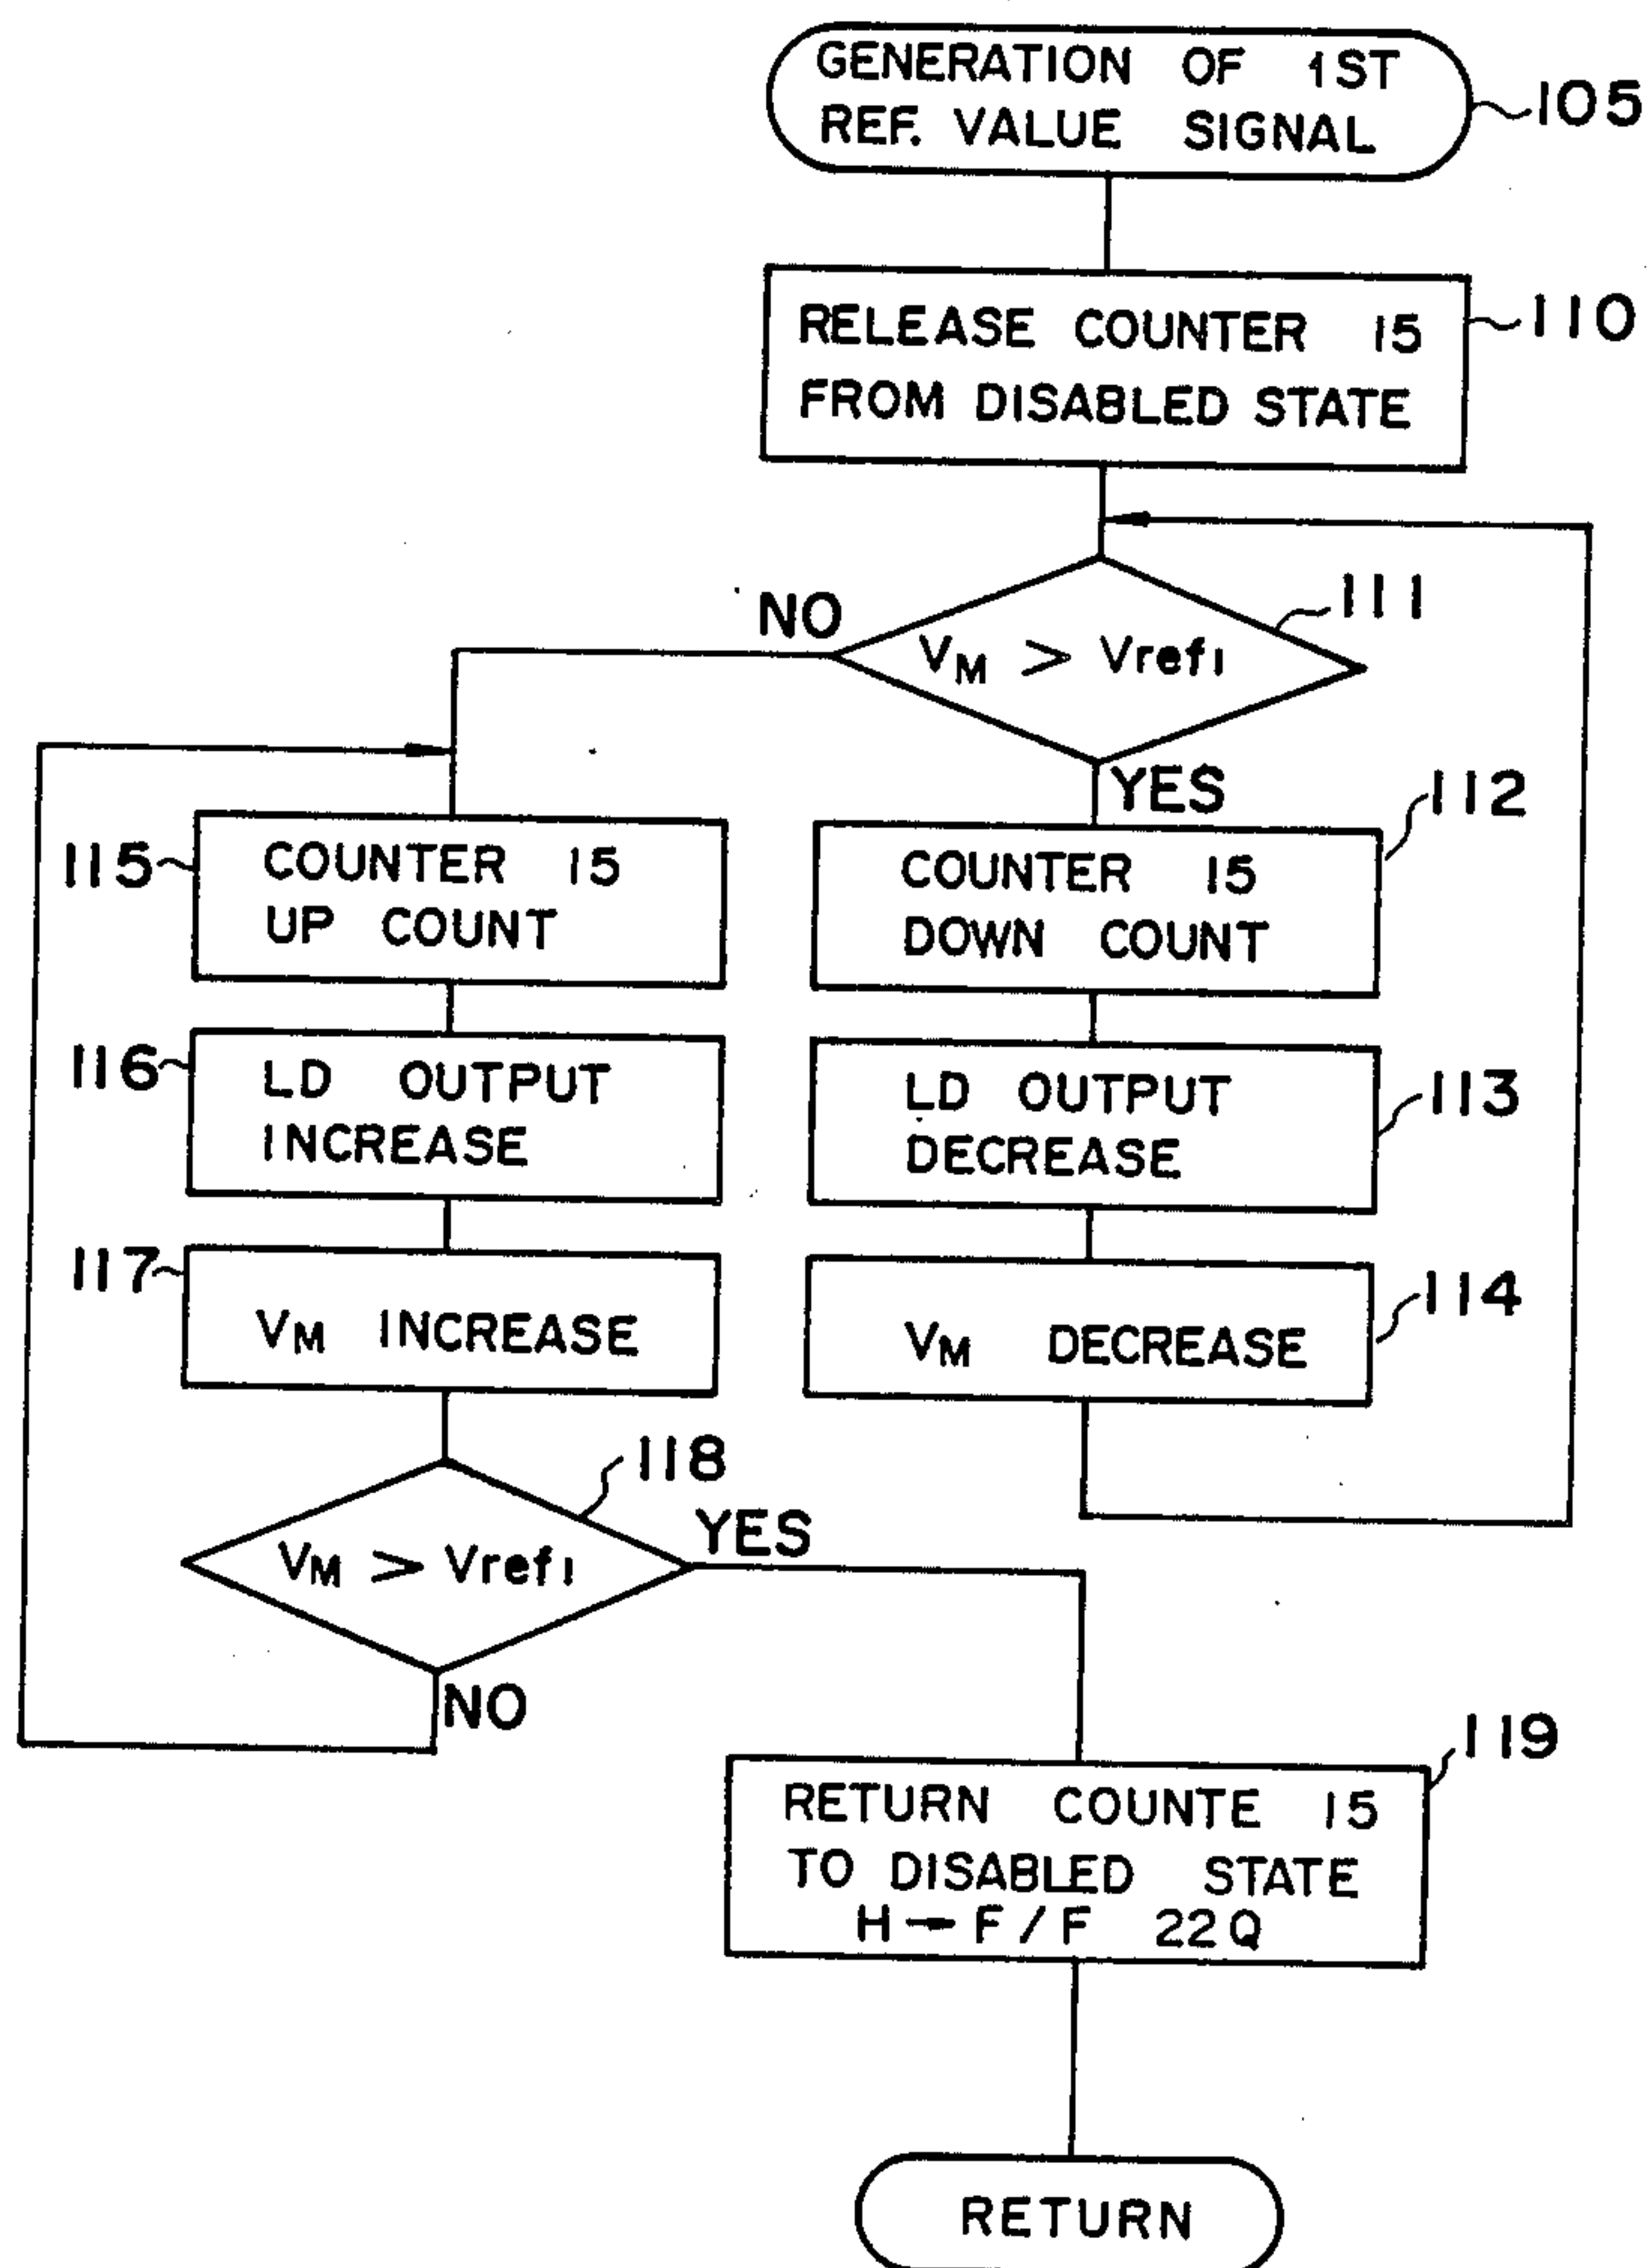 GENERATION OF 1ST
REF. VALUE SIGNAL
105
RELEASE COUNTER 15
FROM DISABLED STATE
110
NO
VM > Vref1
111
YES
112
115
COUNTER 15
UP COUNT
COUNTER 15
DOWN COUNT
116
LD OUTPUT
INCREASE
LD OUTPUT
DECREASE
113
117
VM INCREASE
VM DECREASE
114
118
VM > Vref1
YES
NO
119
RETURN COUNTE 15
TO DISABLED STATE
H → F/F 22Q
RETURN